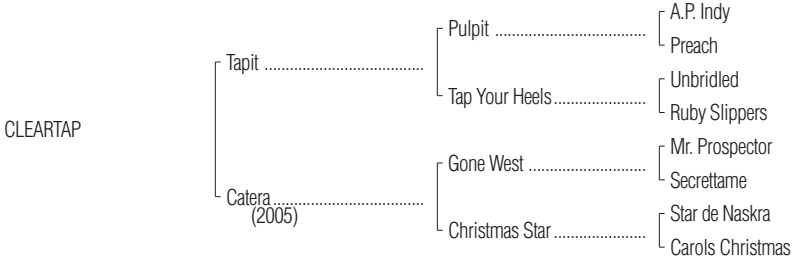 A.P. Indy
Pulpit ......................................
Preach
Tapit ........................................
Unbridled
Tap Your Heels .......................
Ruby Slippers
CLEARTAP
Mr. Prospector
Gone West ..............................
Secrettame
Catera ......................................
(2005)
Star de Naskra
Christmas Star .......................
Carols Christmas